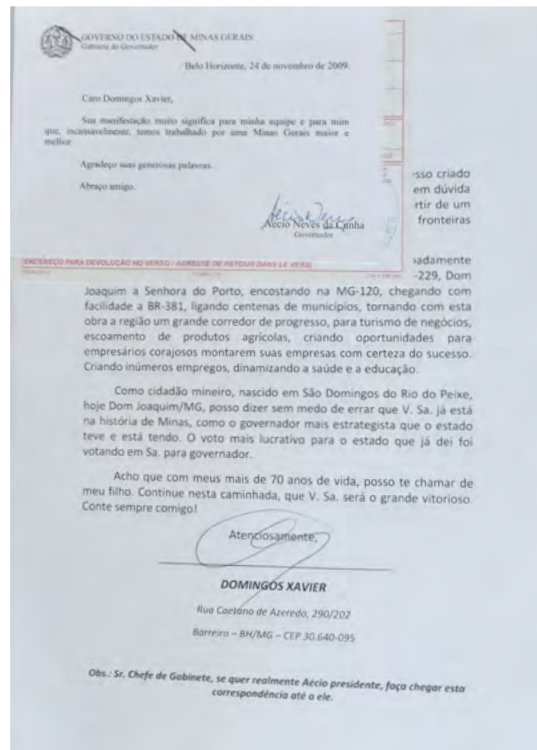 GOVERNO DO ESTADO DE MINAS GERAIS
Gabinete do Governador
Belo Horizonte, 24 de novembro de 2009.
Caro Domingos Xavier,
Sua manifestação muito significa para minha equipe e para mim
que, incansavelmente, temos trabalhado por uma Minas Gerais maior e
melhor
Agradeço suas generosas palavras.
Abraço amigo.
Aécio Neves da Cunha
Governador
ENDEREÇO PARA DEVOLUÇÃO NO VERSO / ADRESSE DE RETOUR DANS LE VERS
sso criado
em dúvida
rtir de um
fronteiras
adamente
-229, Dom
Joaquim a Senhora do Porto, encostando na MG-120, chegando com
facilidade a BR-381, ligando centenas de municípios, tornando com esta
obra a região um grande corredor de progresso, para turismo de negócios,
escoamento de produtos agrícolas, criando oportunidades para
empresários corajosos montarem suas empresas com certeza do sucesso.
Criando inúmeros empregos, dinamizando a saúde e a educação.
Como cidadão mineiro, nascido em São Domingos do Rio do Peixe,
hoje Dom Joaquim/MG, posso dizer sem medo de errar que V. Sa. já está
na história de Minas, como o governador mais estrategista que o estado
teve e está tendo. O voto mais lucrativo para o estado que já dei foi
votando em Sa. para governador.
Acho que com meus mais de 70 anos de vida, posso te chamar de
meu filho. Continue nesta caminhada, que V. Sa. será o grande vitorioso.
Conte sempre comigo!
Atenciosamente,
DOMINGOS XAVIER
Rua Caetano de Azeredo, 290/202
Barreiro – BH/MG – CEP 30.640-095
Obs.: Sr. Chefe de Gabinete, se quer realmente Aécio presidente, faça chegar esta
correspondência até a ele.